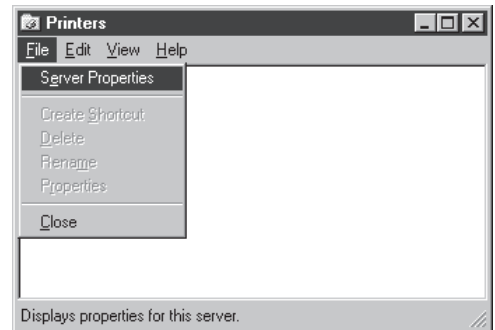 Printers
File Edit View Help
Server Properties
Create Shortcut
Delete
Rename
Properties
Close
Displays properties for this server.